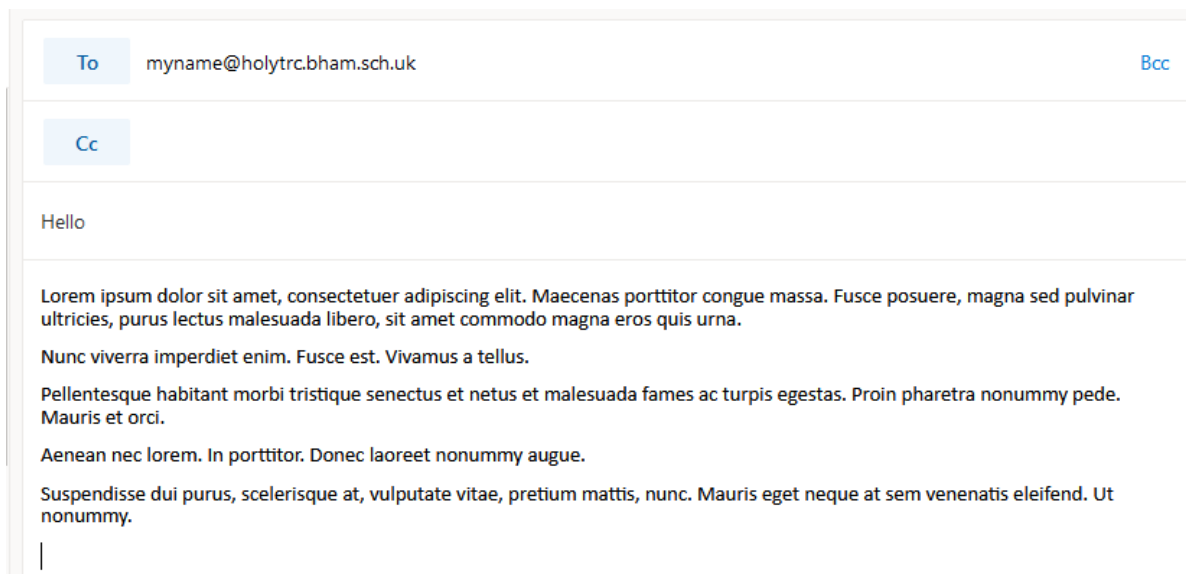 To myname@holytrc.bham.sch.uk Bcc
Cc
Hello
Lorem ipsum dolor sit amet, consectetuer adipiscing elit. Maecenas porttitor congue massa. Fusce posuere, magna sed pulvinar
ultricies, purus lectus malesuada libero, sit amet commodo magna eros quis urna.
Nunc viverra imperdiet enim. Fusce est. Vivamus a tellus.
Pellentesque habitant morbi tristique senectus et netus et malesuada fames ac turpis egestas. Proin pharetra nonummy pede.
Mauris et orci.
Aenean nec lorem. In porttitor. Donec laoreet nonummy augue.
Suspendisse dui purus, scelerisque at, vulputate vitae, pretium mattis, nunc. Mauris eget neque at sem venenatis eleifend. Ut
nonummy.